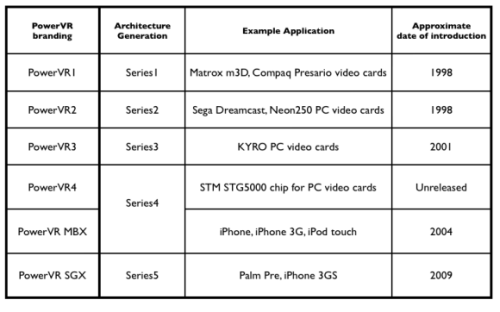 PowerVR
branding
Architecture
Generation
Example Application
Approximate
date of introduction
PowerVR1
Series1
Matrox m3D, Compaq Presario video cards
1998
PowerVR2
Series2
Sega Dreamcast, Neon250 PC video cards
1998
PowerVR3
Series3
KYRO PC video cards
2001
PowerVR4
Series4
STM STG5000 chip for PC video cards
Unreleased
PowerVR MBX
iPhone, iPhone 3G, iPod touch
2004
PowerVR SGX
Series5
Palm Pre, iPhone 3GS
2009